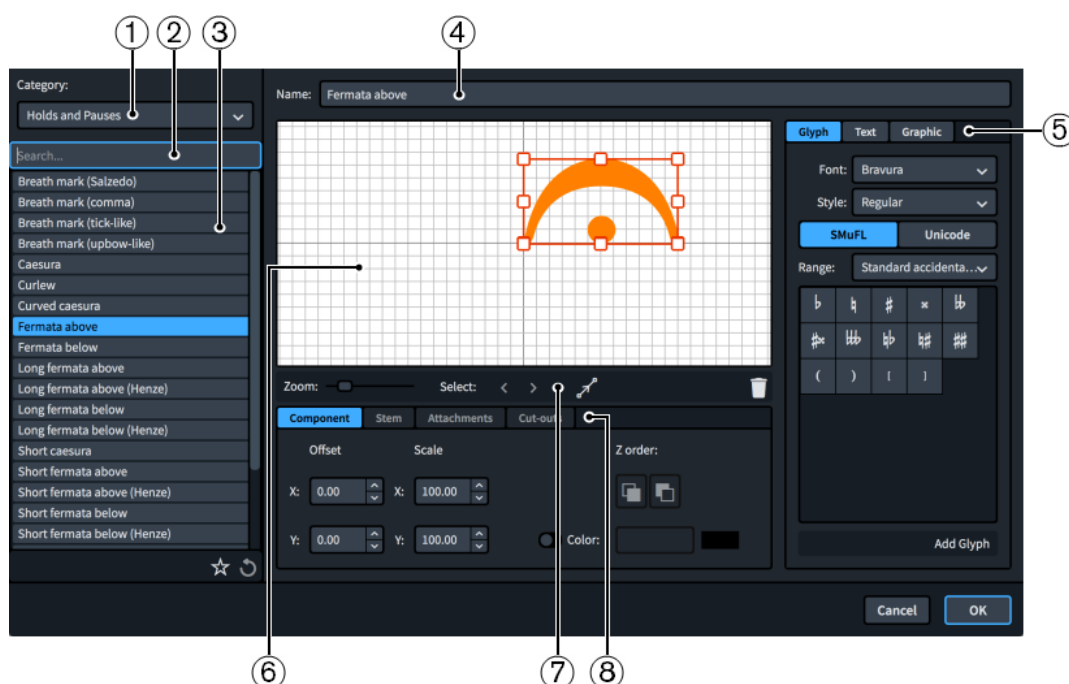 ① ② ③ ④
Category:
Holds and Pauses
Search...
Breath mark (Salzedo)
Breath mark (comma)
Breath mark (tick-like)
Breath mark (upbow-like)
Caesura
Curlew
Curved caesura
Fermata above
Fermata below
Long fermata above
Long fermata above (Henze)
Long fermata below
Long fermata below (Henze)
Short caesura
Short fermata above
Short fermata above (Henze)
Short fermata below
Short fermata below (Henze)
Name: Fermata above
Zoom: Select:
Component Stem Attachments Cut-outs
Offset Scale Z order:
X: 0.00 X: 100.00
Y: 0.00 Y: 100.00 Color:
Glyph Text Graphic ⑤
Font: Bravura
Style: Regular
SMuFL Unicode
Range: Standard accidenta...
Add Glyph
Cancel OK
⑥ ⑦ ⑧